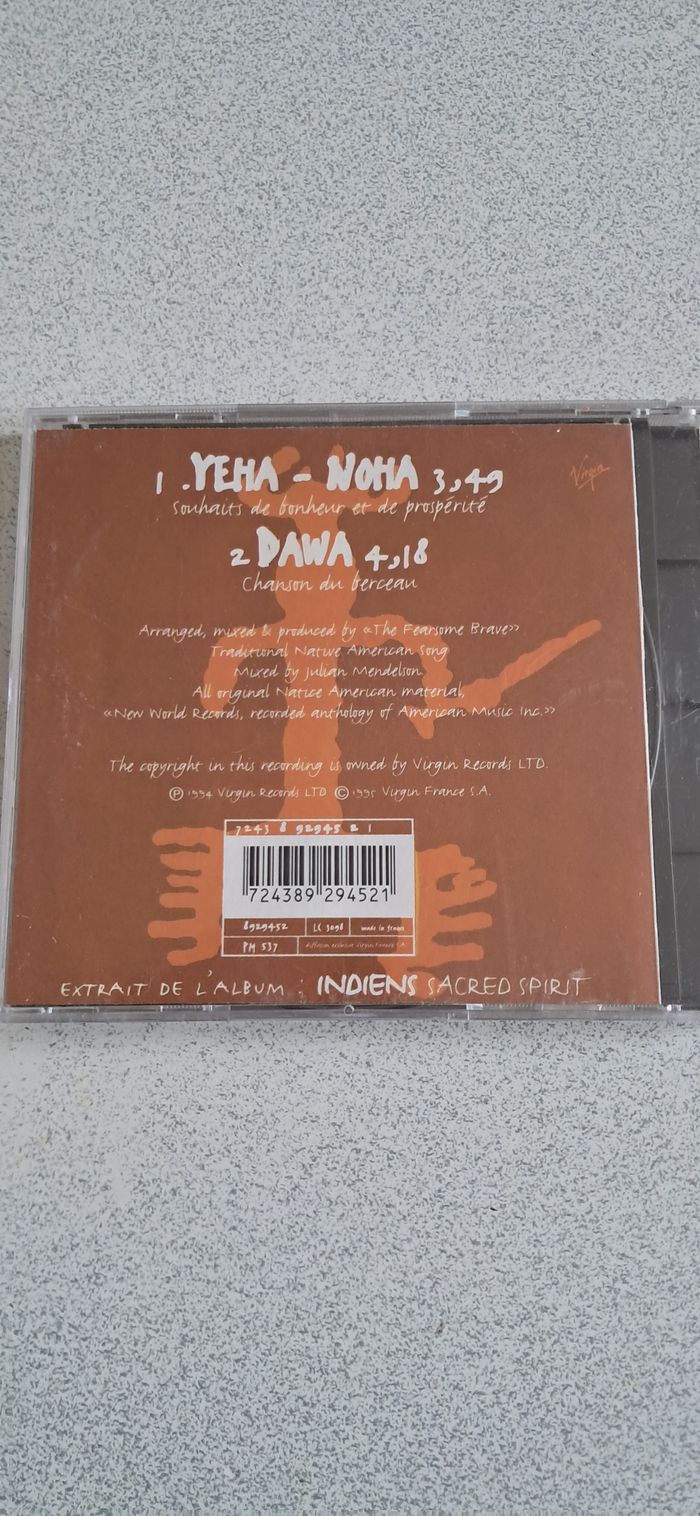 1 . YEHA - NOHA 3,49
Virgin
Souhaits de bonheur et de prospérité
2 DAWA 4,18
Chanson du berceau
Arranged, mixed & produced by «The Fearsome Brave»
Traditional Native American Song
Mixed by Julian Mendelson
All original Native American material,
«New World Records, recorded anthology of American Music Inc.»
The copyright in this recording is owned by Virgin Records LTD.
℗ 1994 Virgin Records LTD © 1995 Virgin France S.A.
7243 8 92945 2 1
724389 294521
8929452 LC 3098 made in france
PM 537 diffusion exclusive Virgin France S.A.
EXTRAIT DE L'ALBUM : INDIENS SACRED SPIRIT